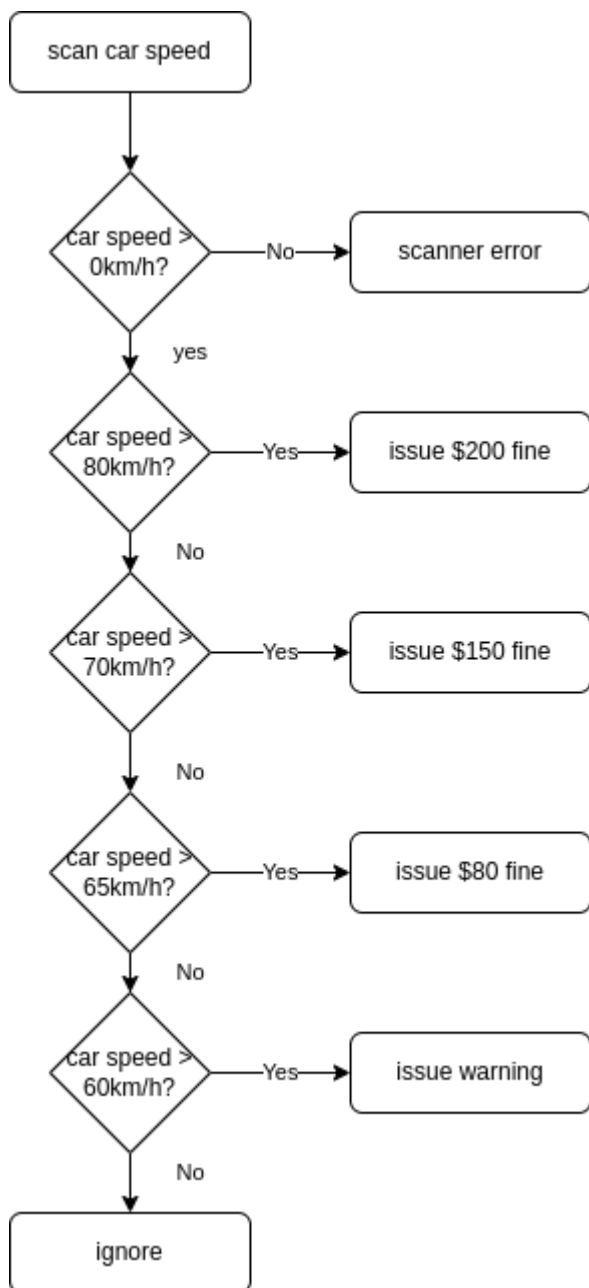 scan car speed
car speed >
0km/h?
No
scanner error
yes
car speed >
80km/h?
Yes
issue $200 fine
No
car speed >
70km/h?
Yes
issue $150 fine
No
car speed >
65km/h?
Yes
issue $80 fine
No
car speed >
60km/h?
Yes
issue warning
No
ignore